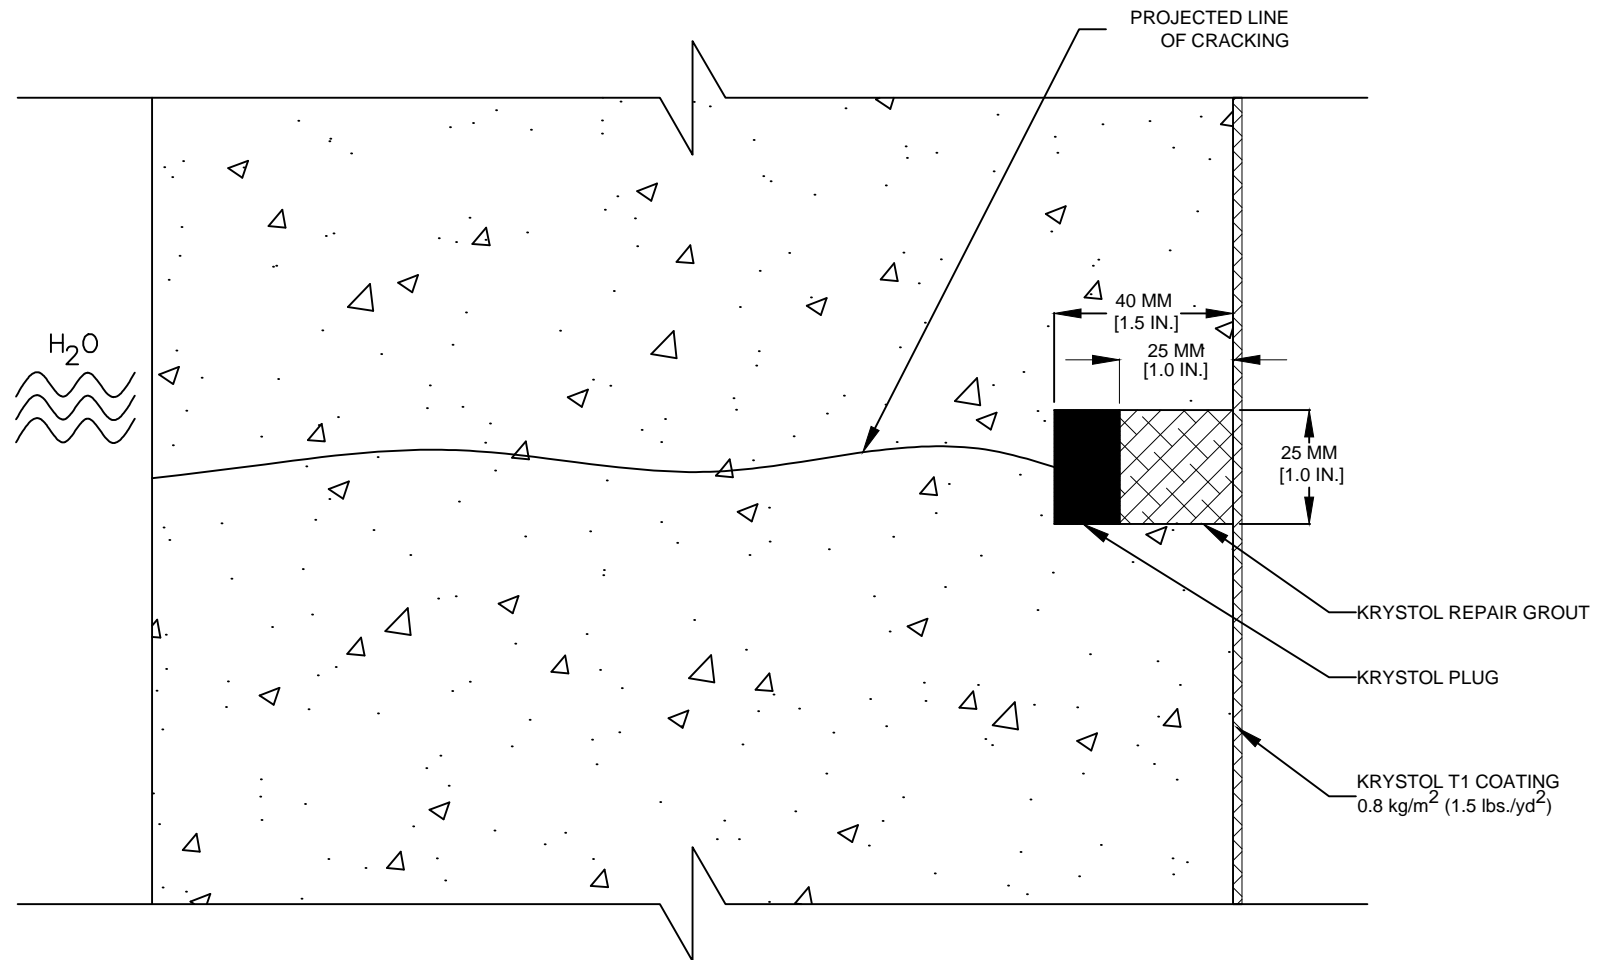 PROJECTED LINE
OF CRACKING
H2O
40 MM
[1.5 IN.]
25 MM
[1.0 IN.]
25 MM
[1.0 IN.]
KRYSTOL REPAIR GROUT
KRYSTOL PLUG
KRYSTOL T1 COATING
0.8 kg/m² (1.5 lbs./yd²)